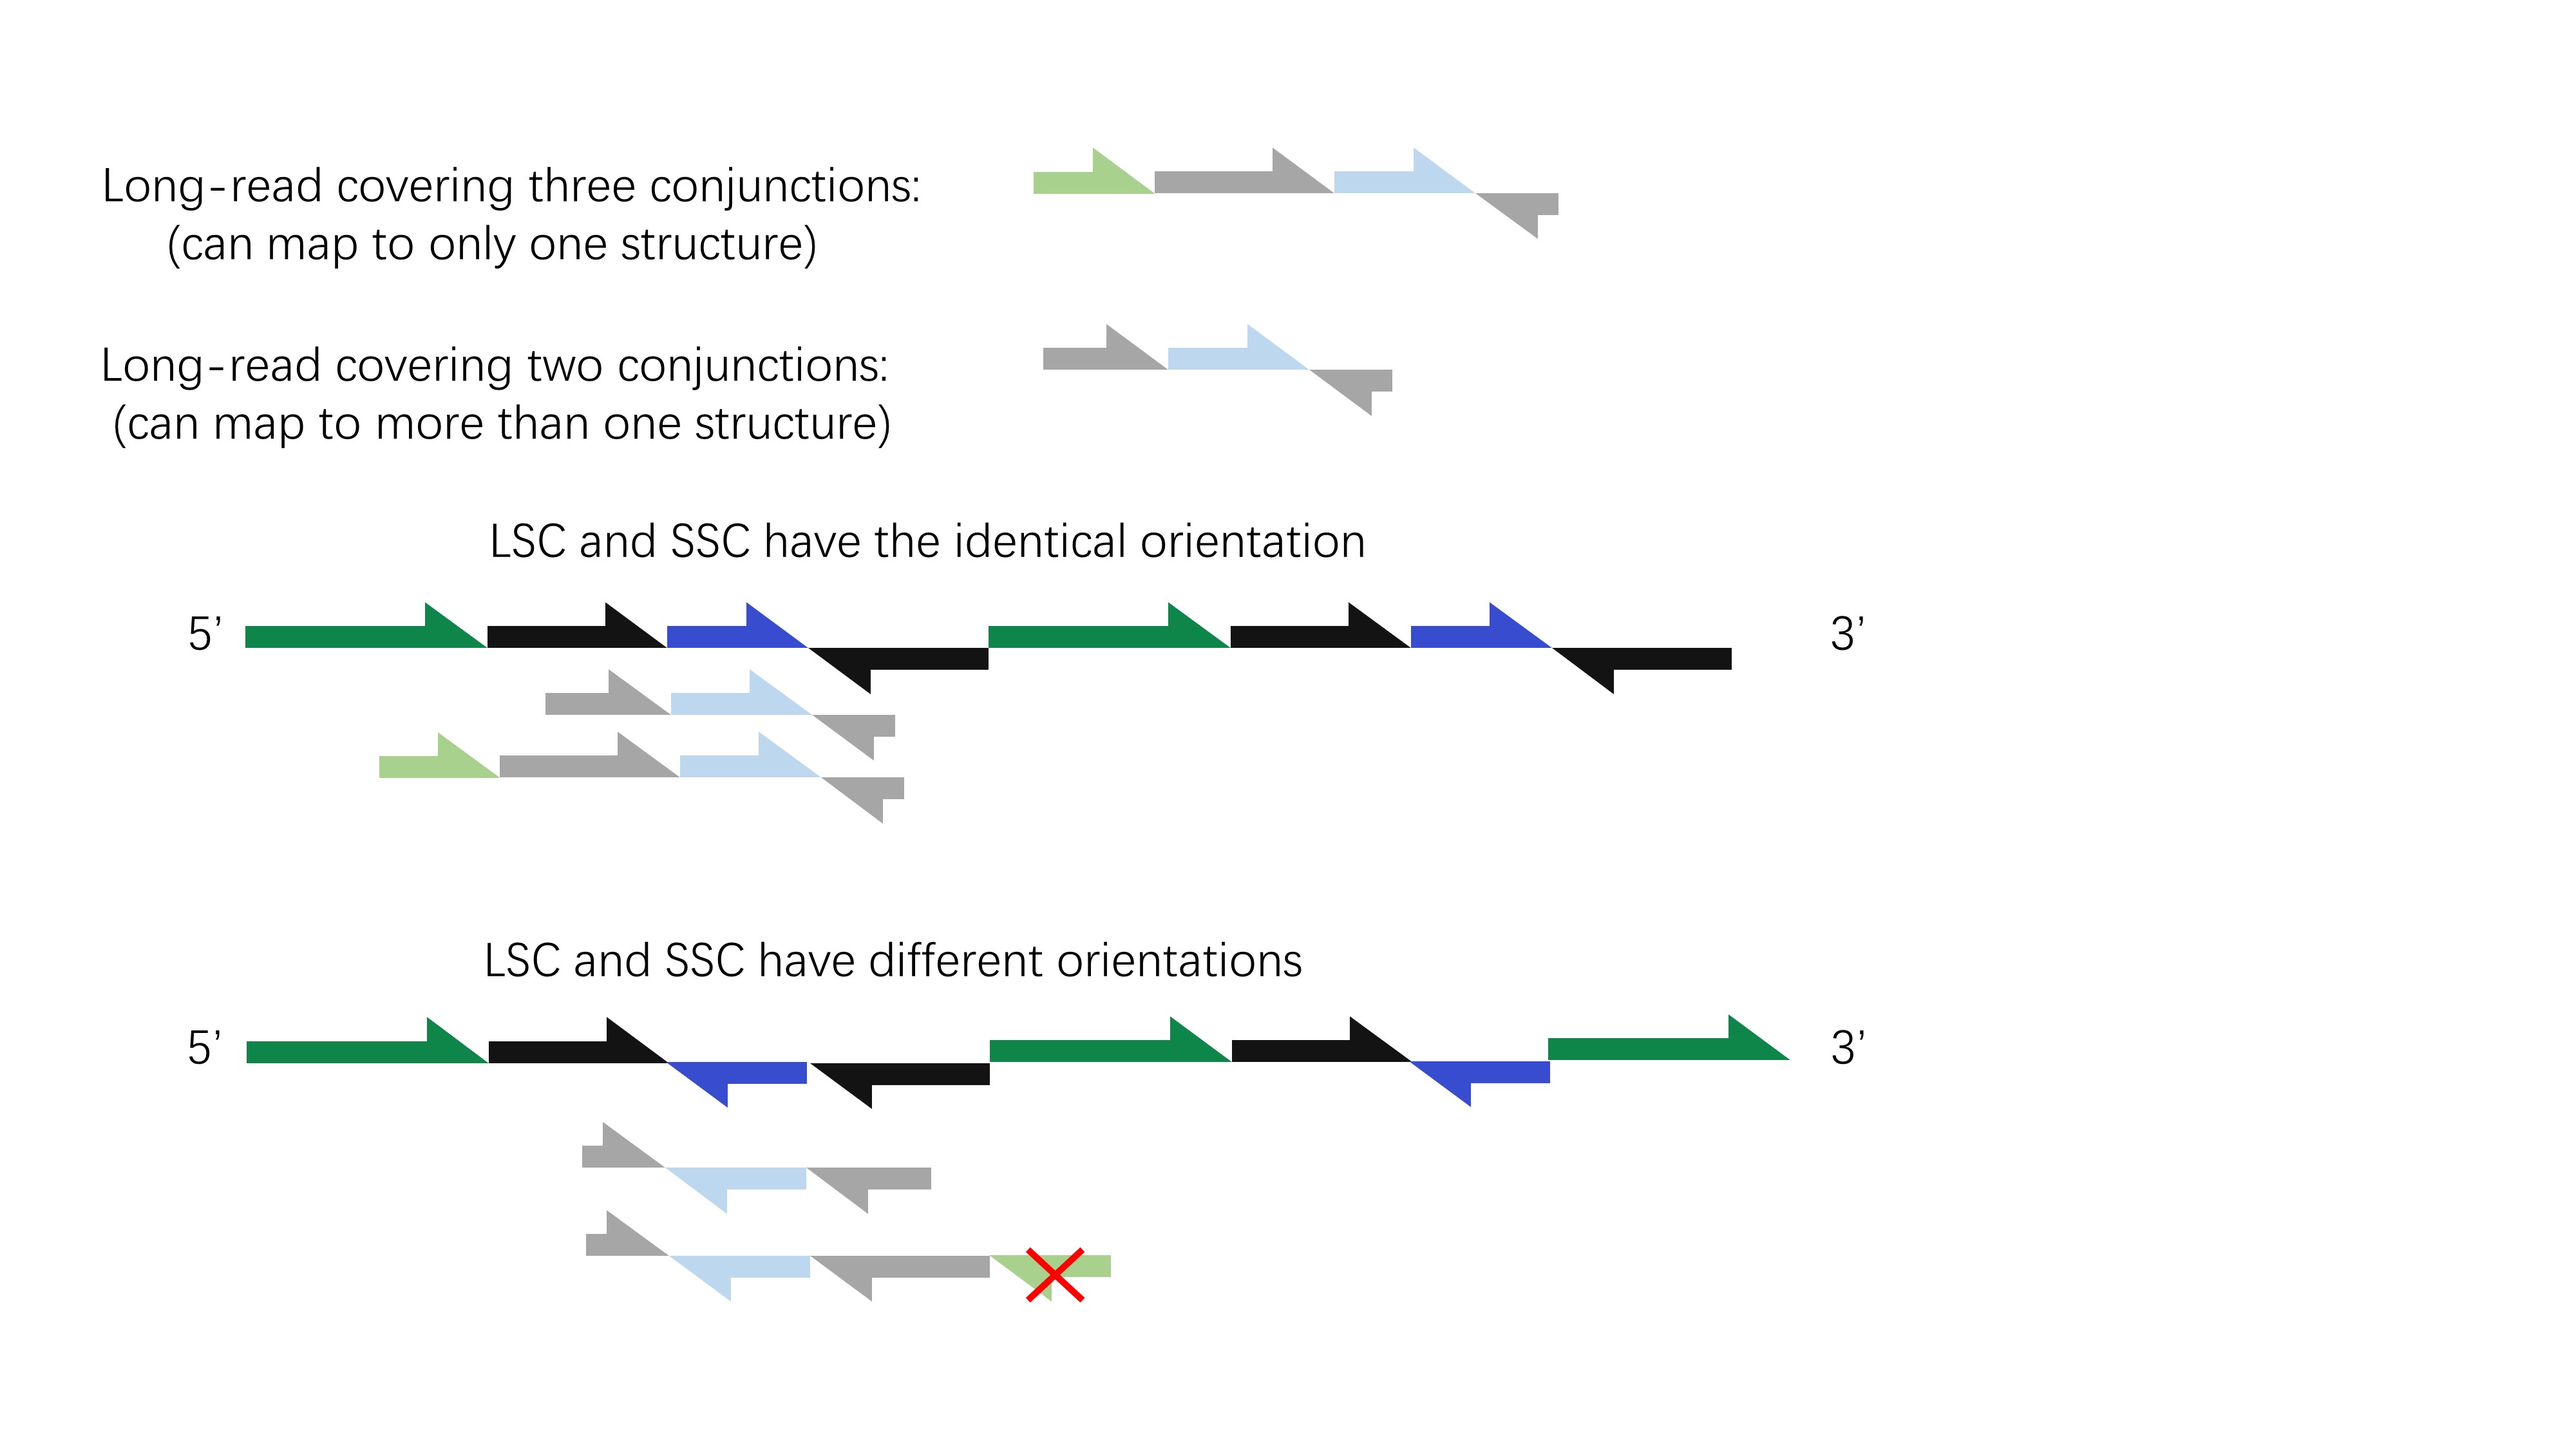 Long-read covering three conjunctions:
(can map to only one structure)
Long-read covering two conjunctions:
(can map to more than one structure)
LSC and SSC have the identical orientation
5’ 3’
LSC and SSC have different orientations
5’ 3’